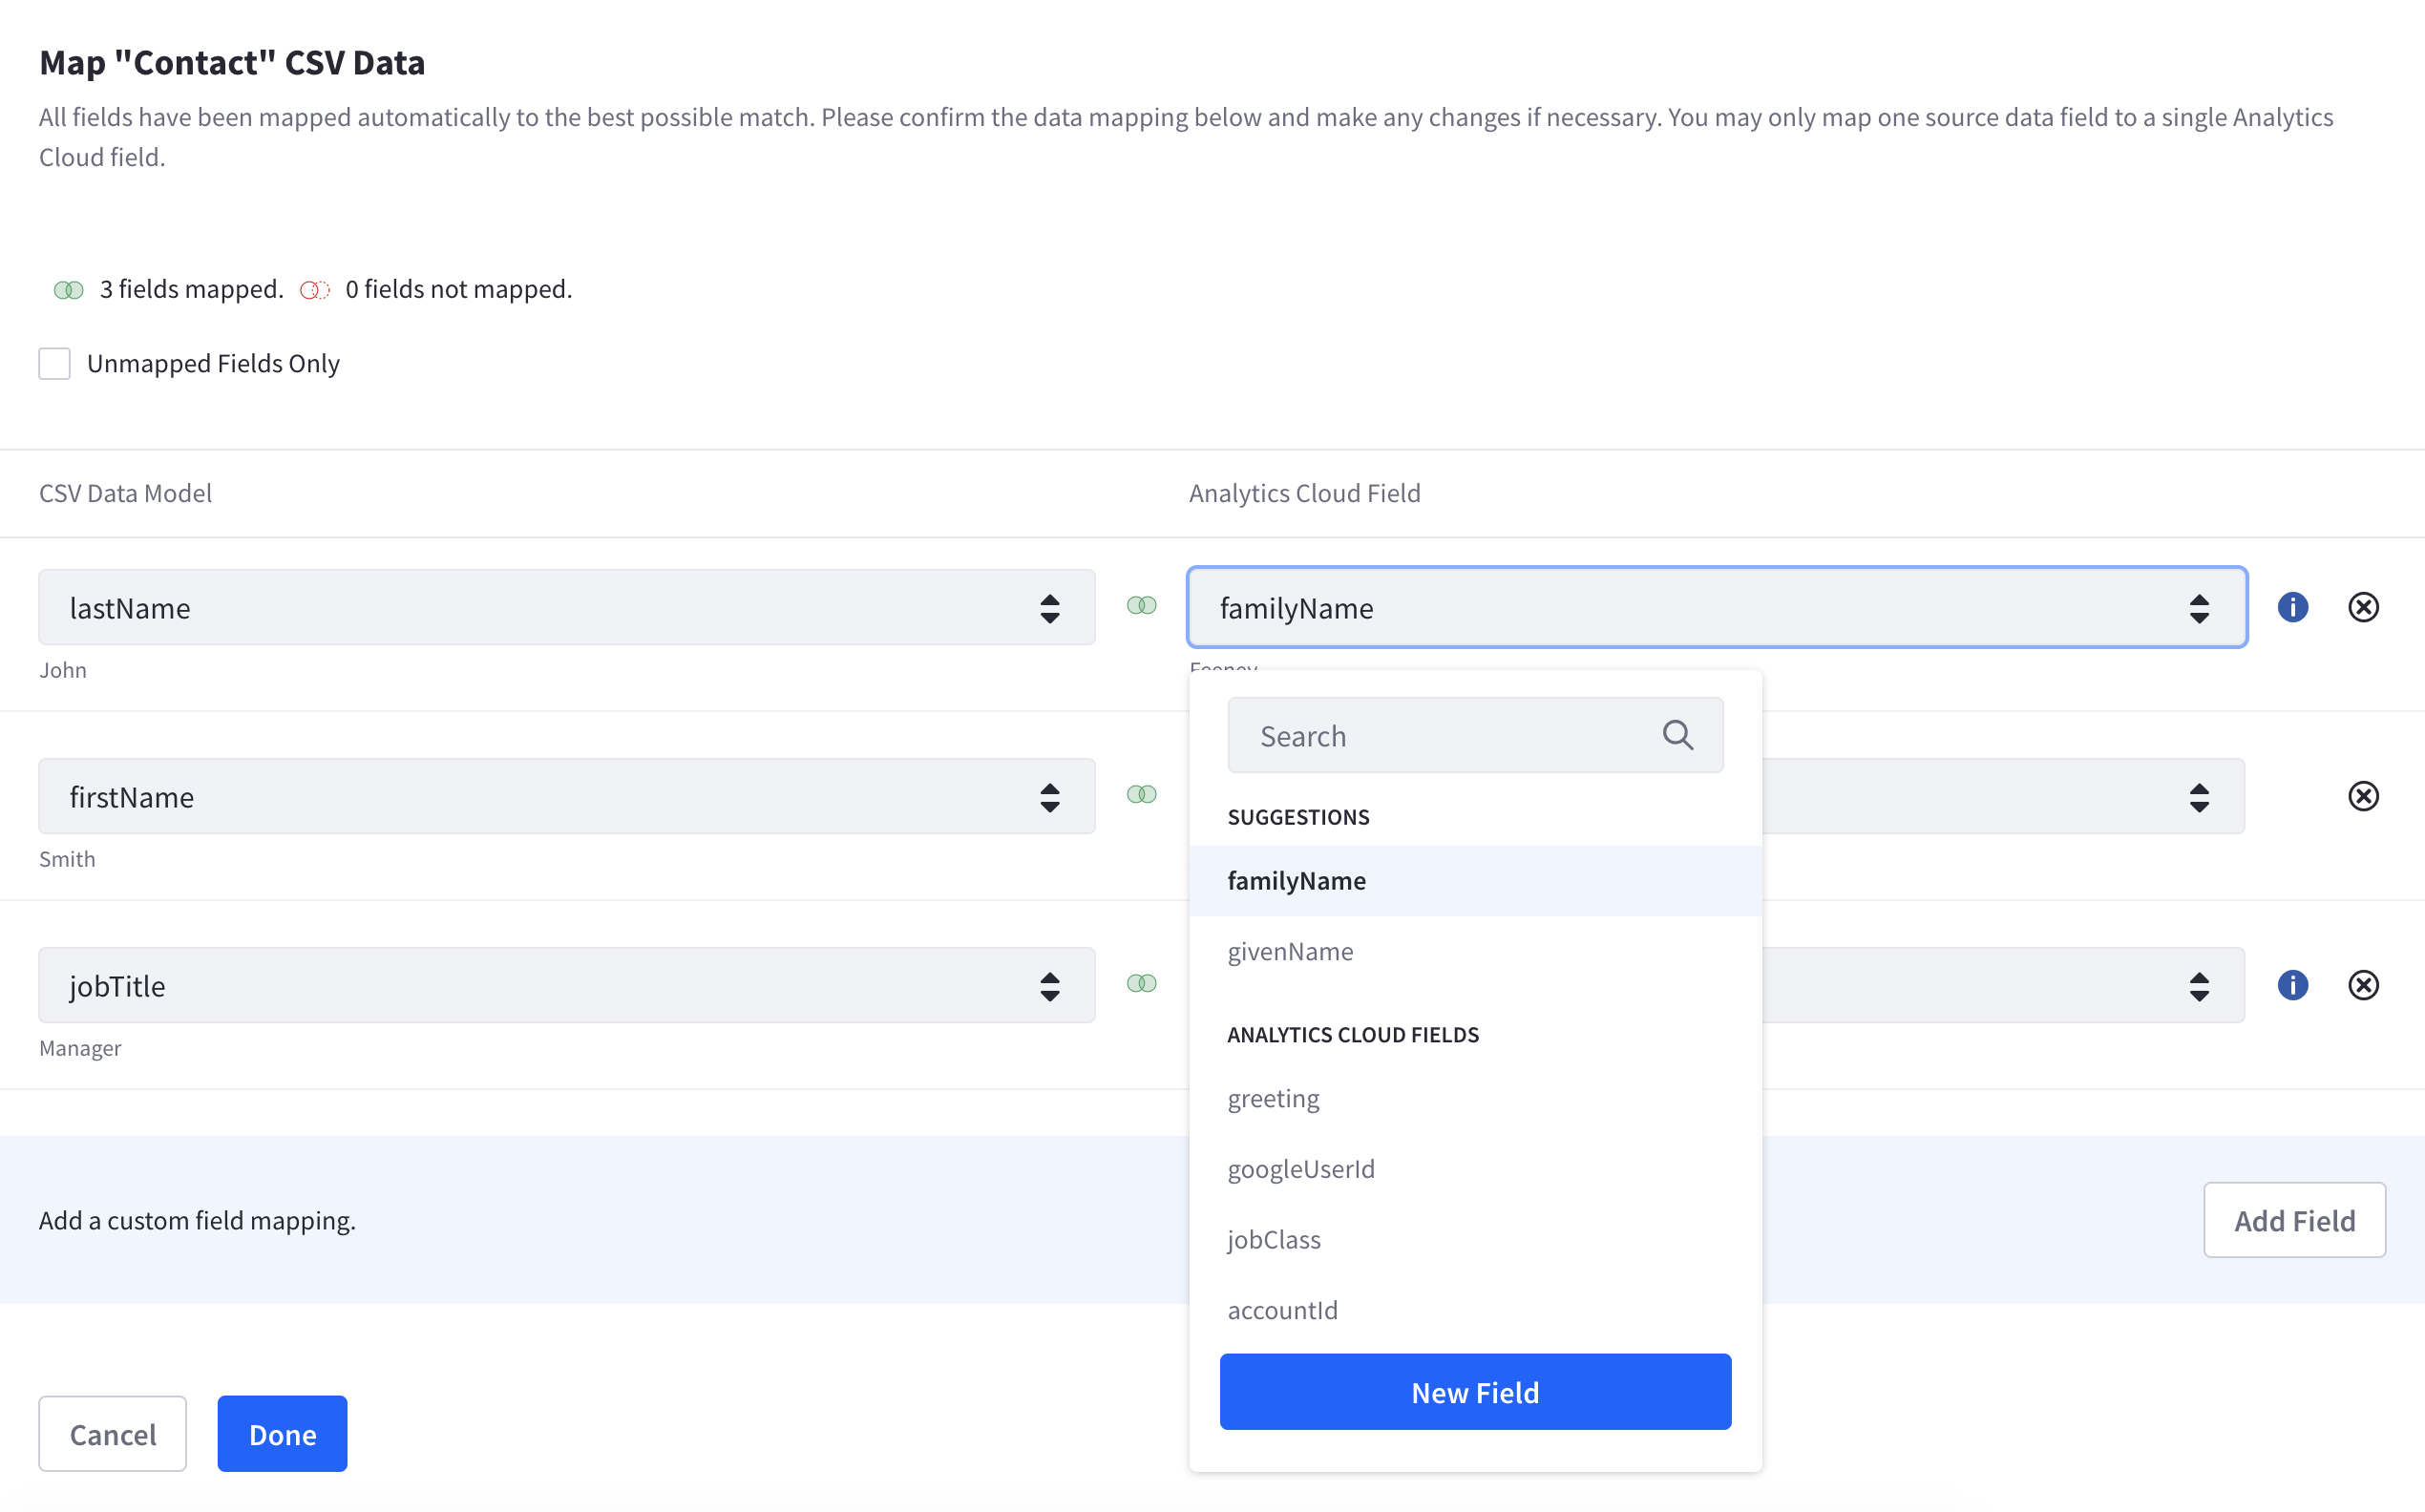 Map "Contact" CSV Data
All fields have been mapped automatically to the best possible match. Please confirm the data mapping below and make any changes if necessary. You may only map one source data field to a single Analytics
Cloud field.
3 fields mapped. 0 fields not mapped.
Unmapped Fields Only
CSV Data Model Analytics Cloud Field
lastName familyName
John
Search
firstName
SUGGESTIONS
Smith
familyName
givenName
jobTitle
ANALYTICS CLOUD FIELDS
Manager
greeting
googleUserId
Add a custom field mapping. Add Field
jobClass
accountId
New Field
Cancel Done